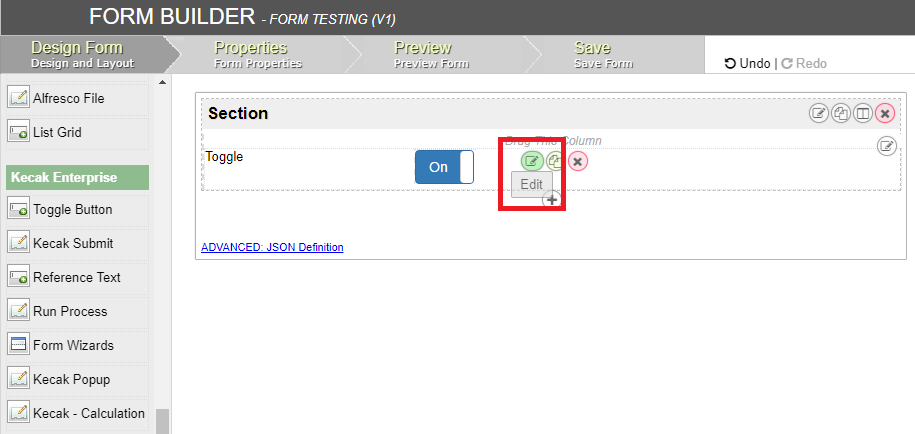 FORM BUILDER - FORM TESTING (V1)
Design Form
Design and Layout
Properties
Form Properties
Preview
Preview Form
Save
Save Form
Undo | Redo
Alfresco File
List Grid
Kecak Enterprise
Toggle Button
Kecak Submit
Reference Text
Run Process
Form Wizards
Kecak Popup
Kecak - Calculation
Section
Drag This Column
Toggle
On
Edit
ADVANCED: JSON Definition